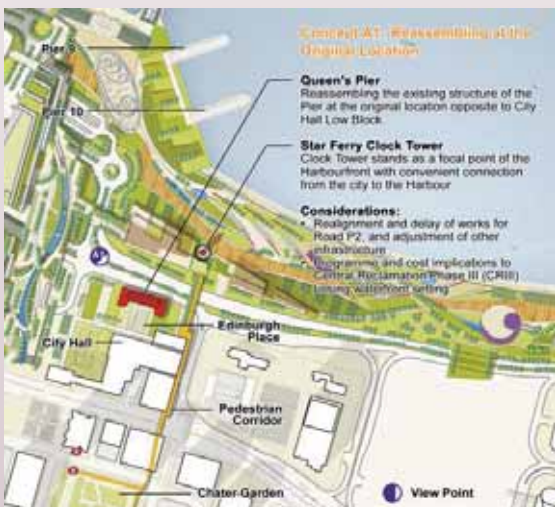 Concept A1: Reassembling at the
Original Location
Pier 9
Pier 10
Queen's Pier
Reassembling the existing structure of the
Pier at the original location opposite to City
Hall Low Block
Star Ferry Clock Tower
Clock Tower stands as a focal point of the
Harbourfront with convenient connection
from the city to the Harbour
Considerations:
• Realignment and delay of works for
Road P2, and adjustment of other
infrastructure
• Programme and cost implications to
Central Reclamation Phase III (CRIII)
• Losing waterfront setting
Edinburgh
Place
City Hall
Pedestrian
Corridor
Chater Garden
View Point